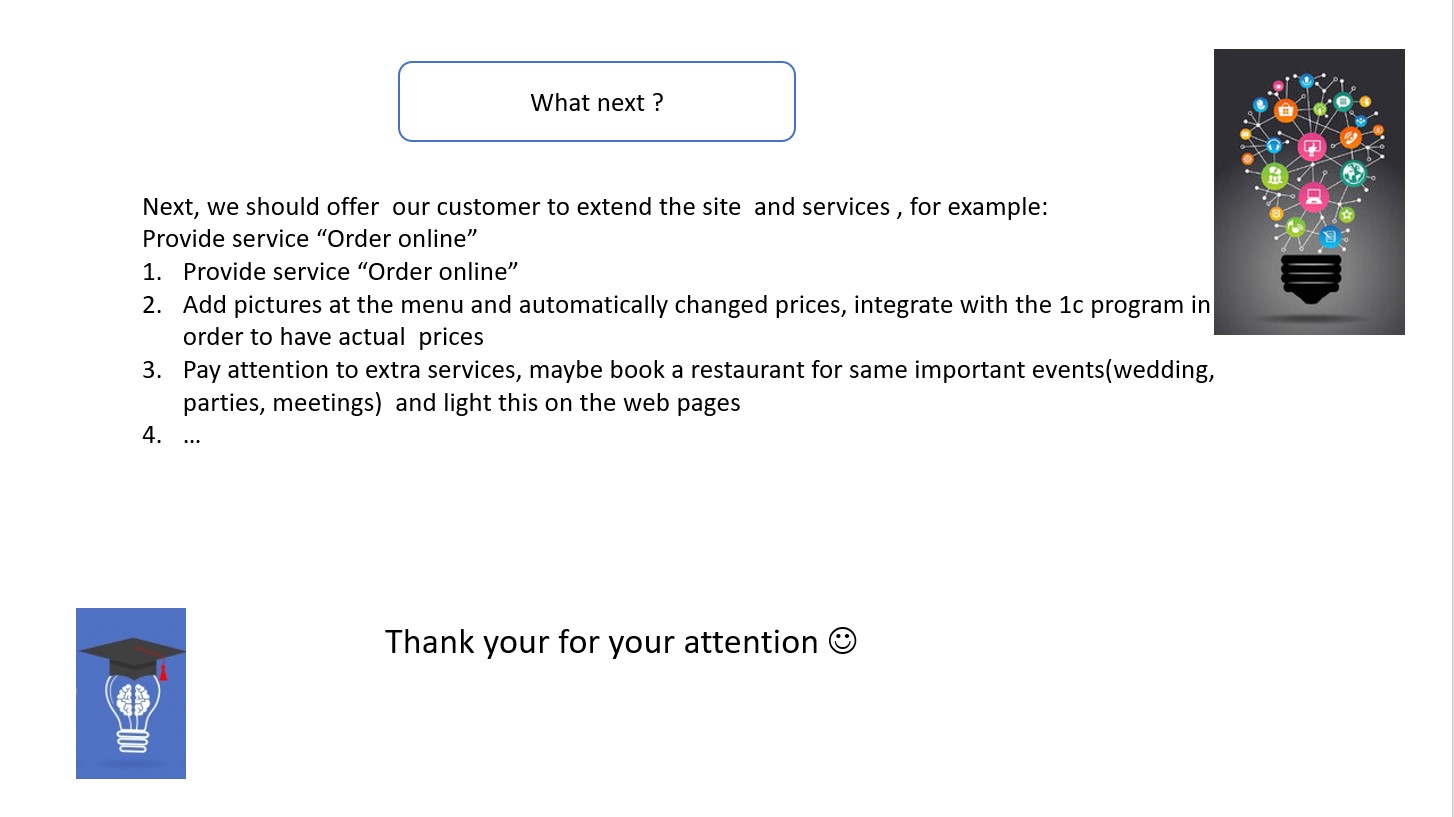 What next ?
Next, we should offer  our customer to extend the site  and services , for example:
Provide service “Order online”
1. Provide service “Order online”
2. Add pictures at the menu and automatically changed prices, integrate with the 1c program in
order to have actual  prices
3. Pay attention to extra services, maybe book a restaurant for same important events(wedding,
parties, meetings)  and light this on the web pages
4. …
Thank your for your attention ☺